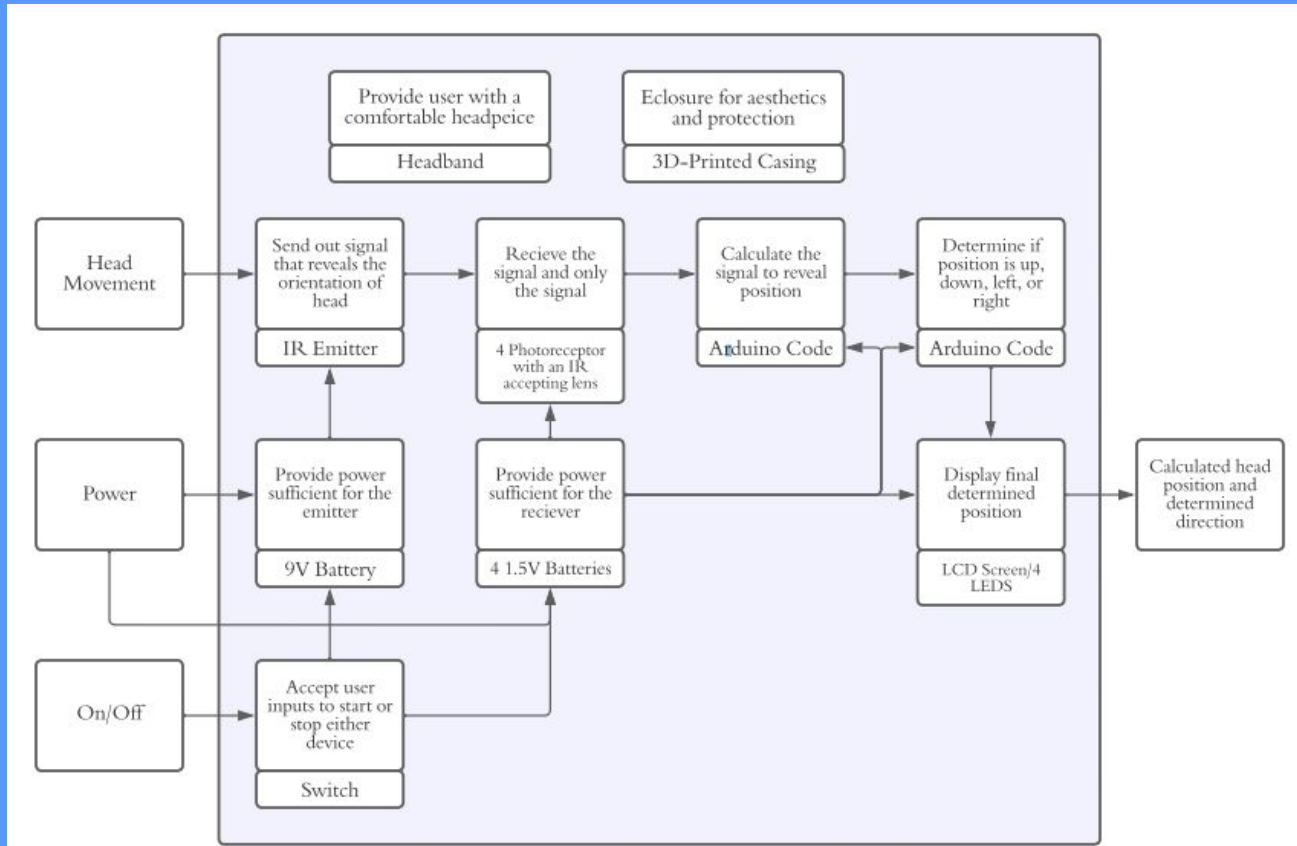 Provide user with a
comfortable headpeice
Headband
Eclosure for aesthetics
and protection
3D-Printed Casing
Head
Movement
Send out signal
that reveals the
orientation of
head
IR Emitter
Recieve the
signal and only
the signal
4 Photoreceptor
with an IR
accepting lens
Calculate the
signal to reveal
position
Arduino Code
Determine if
position is up,
down, left, or
right
Arduino Code
Power
Provide power
sufficient for the
emitter
9V Battery
Provide power
sufficient for the
reciever
4 1.5V Batteries
Display final
determined
position
LCD Screen/4
LEDS
Calculated head
position and
determined
direction
On/Off
Accept user
inputs to start or
stop either
device
Switch